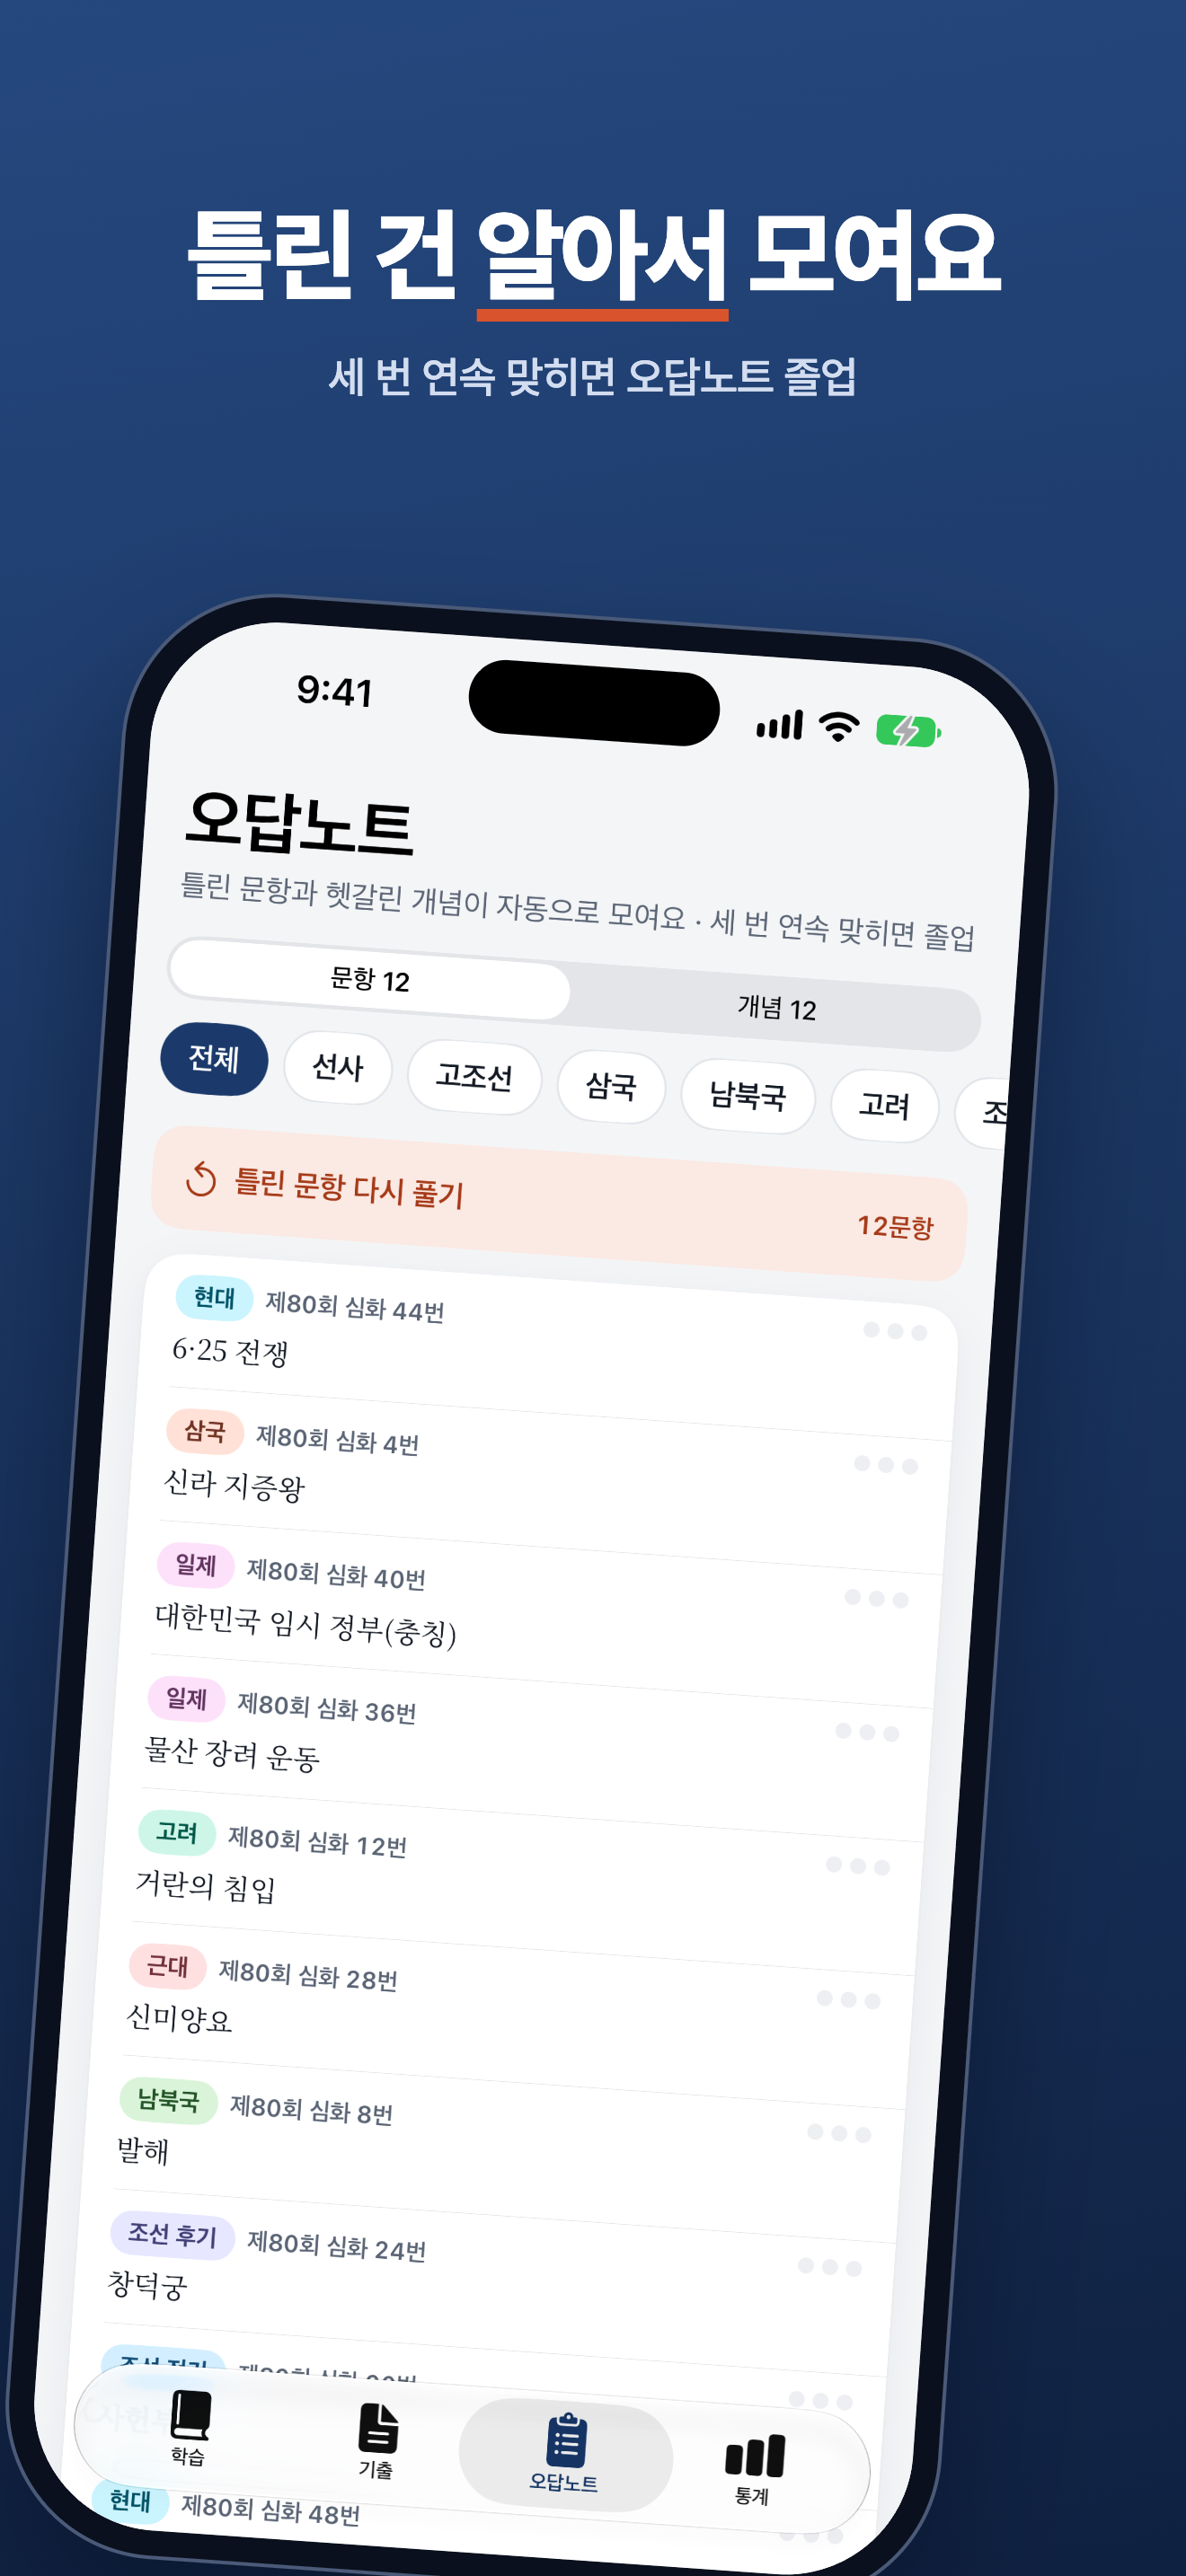 틀린 건 알아서 모여요
세 번 연속 맞히면 오답노트 졸업
9:41
오답노트
틀린 문항과 헷갈린 개념이 자동으로 모여요 · 세 번 연속 맞히면 졸업
문항 12 개념 12
전체 선사 고조선 삼국 남북국 고려 조
틀린 문항 다시 풀기 12문항
현대 제80회 심화 44번
6·25 전쟁
삼국 제80회 심화 4번
신라 지증왕
일제 제80회 심화 40번
대한민국 임시 정부(충칭)
일제 제80회 심화 36번
물산 장려 운동
고려 제80회 심화 12번
거란의 침입
근대 제80회 심화 28번
신미양요
남북국 제80회 심화 8번
발해
조선 후기 제80회 심화 24번
창덕궁
조선 전기 제80회 심화
학습 기출 오답노트 통계
현대 제80회 심화 48번